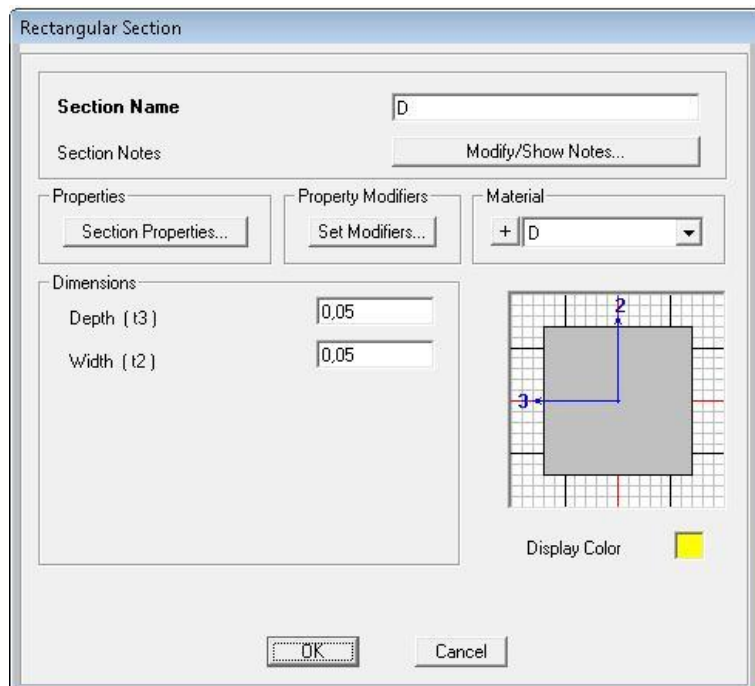 Rectangular Section
Section Name
D
Section Notes
Modify/Show Notes...
Properties
Section Properties...
Property Modifiers
Set Modifiers...
Material
+
D
Dimensions
Depth ( t3 )
0,05
Width ( t2 )
0,05
2
3
Display Color
OK
Cancel